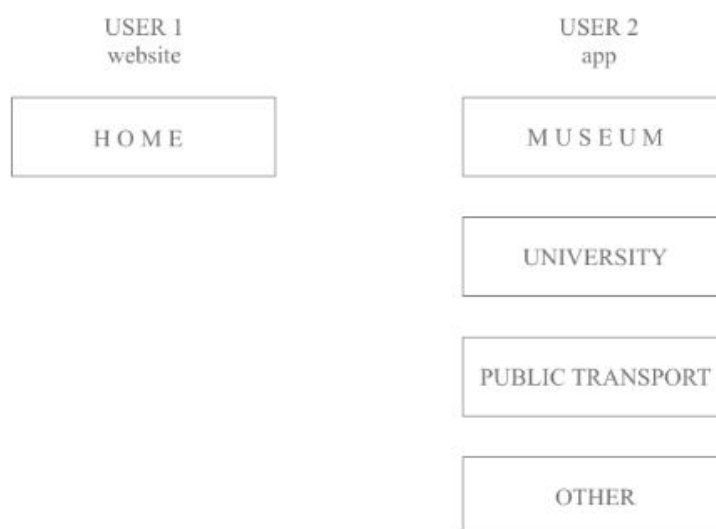 USER 1
website
HOME
USER 2
app
MUSEUM
UNIVERSITY
PUBLIC TRANSPORT
OTHER